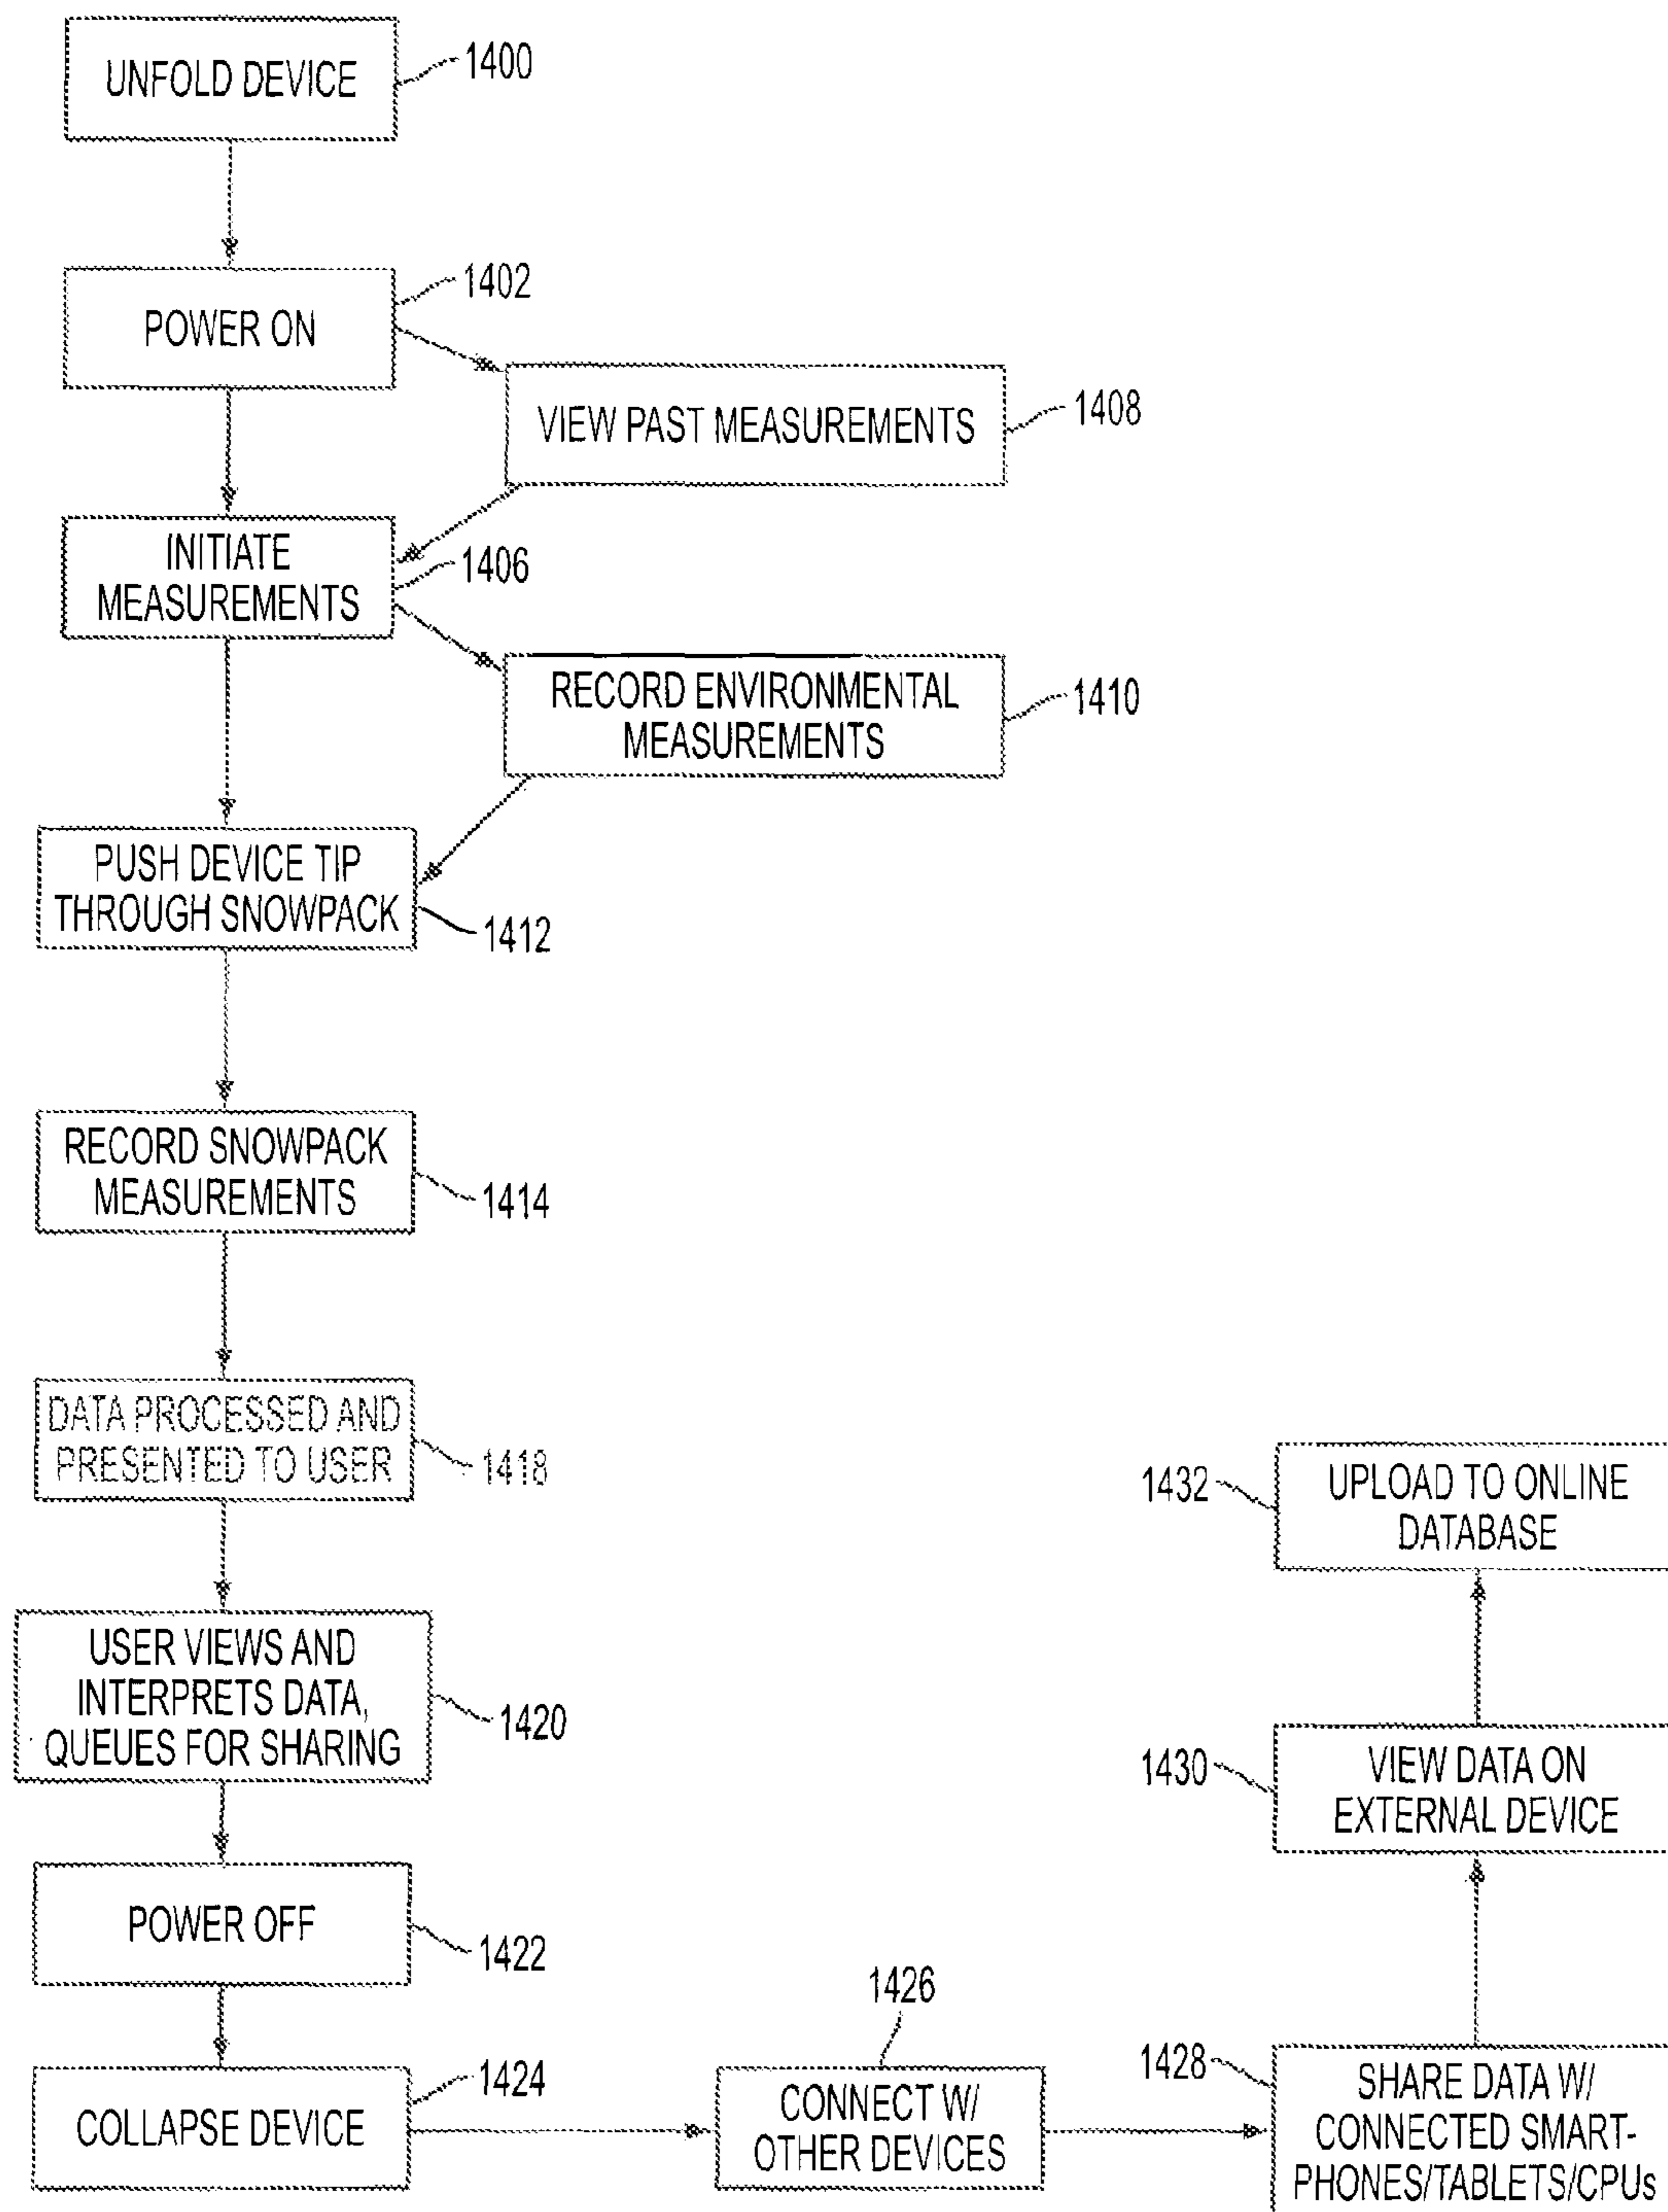 UNFOLD DEVICE
1400
POWER ON
1402
VIEW PAST MEASUREMENTS
1408
INITIATE
MEASUREMENTS
1406
RECORD ENVIRONMENTAL
MEASUREMENTS
1410
PUSH DEVICE TIP
THROUGH SNOWPACK
1412
RECORD SNOWPACK
MEASUREMENTS
1414
DATA PROCESSED AND
PRESENTED TO USER
1418
USER VIEWS AND
INTERPRETS DATA,
QUEUES FOR SHARING
1420
POWER OFF
1422
COLLAPSE DEVICE
1424
1426
CONNECT W/
OTHER DEVICES
1428
SHARE DATA W/
CONNECTED SMART-
PHONES/TABLETS/CPUs
1430
VIEW DATA ON
EXTERNAL DEVICE
1432
UPLOAD TO ONLINE
DATABASE